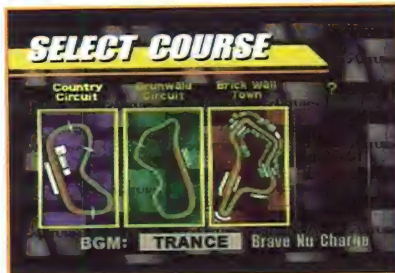 SELECT COURSE
Country Circuit
Grunwald Circuit
Brick Wall Town
?
BGM: TRANCE Brave Nu Charge